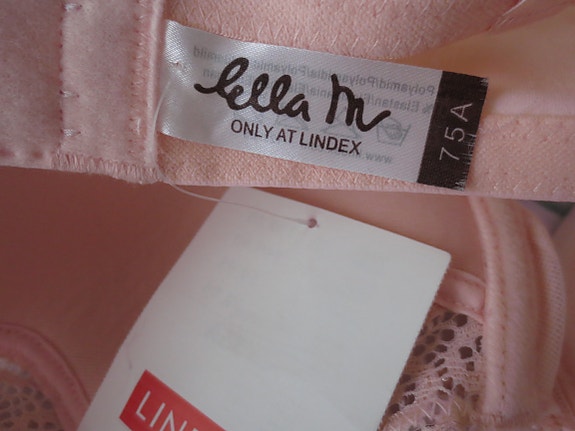 Ella M
ONLY AT LINDEX
75A
LIN